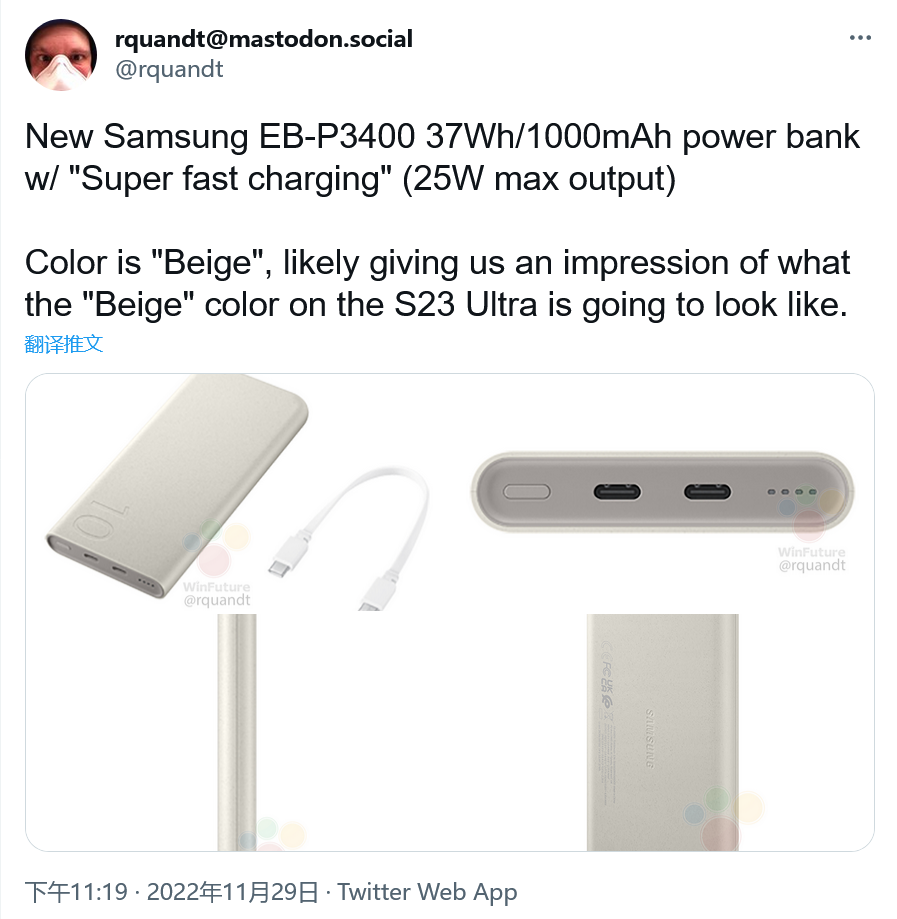 rquandt@mastodon.social
@rquandt
New Samsung EB-P3400 37Wh/1000mAh power bank
w/ "Super fast charging" (25W max output)
Color is "Beige", likely giving us an impression of what
the "Beige" color on the S23 Ultra is going to look like.
翻译推文
10
WinFuture
@rquandt
WinFuture
@rquandt
SAMSUNG
下午11:19 · 2022年11月29日 · Twitter Web App